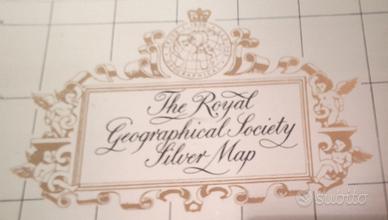 The Royal
Geographical Society
Silver Map
subito